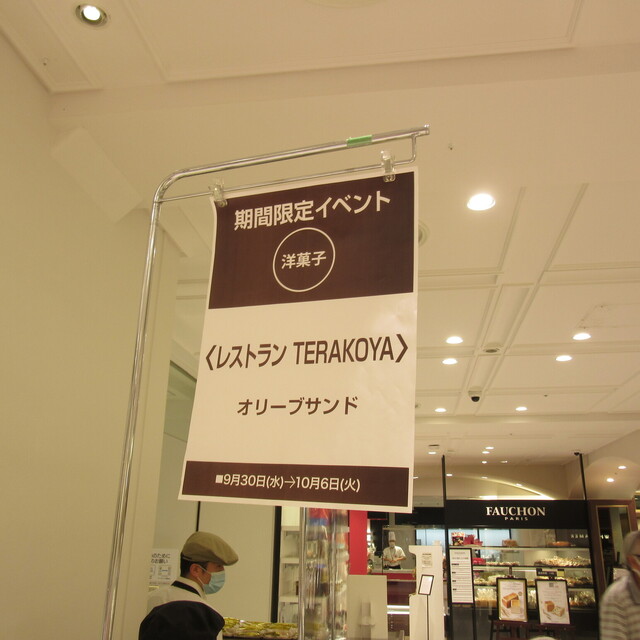 期間限定イベント
洋菓子
〈レストラン TERAKOYA〉
オリーブサンド
■9月30日(水)→10月6日(火)
FAUCHON
PARIS